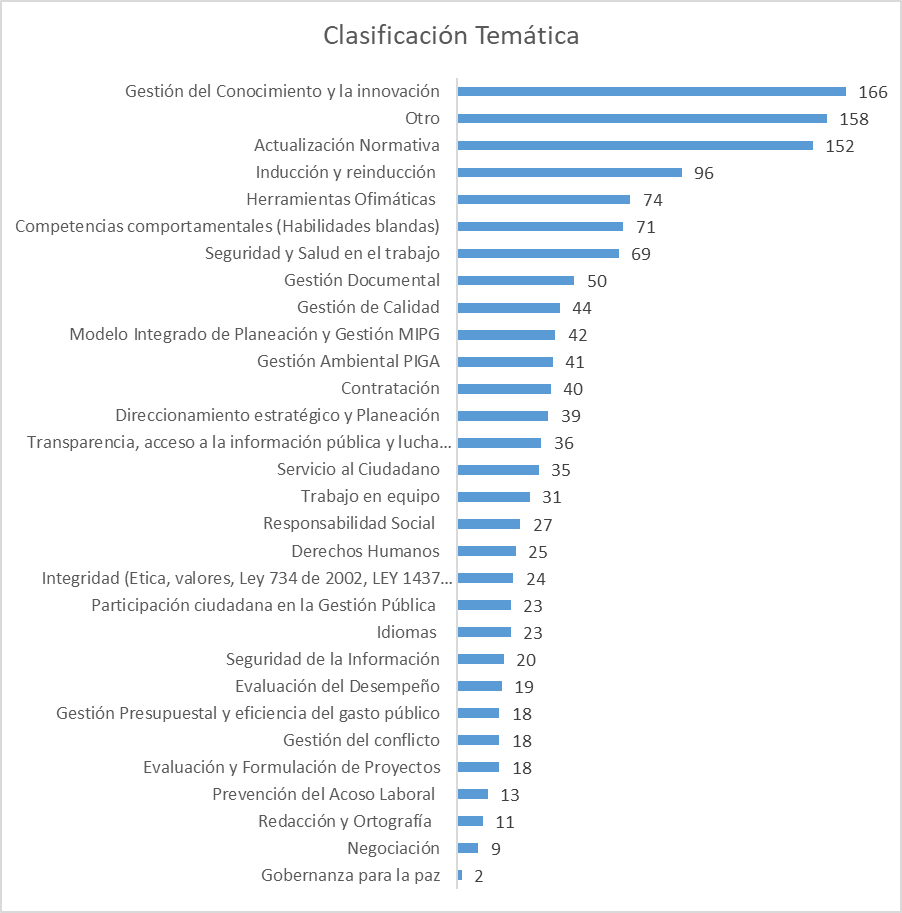 Clasificación Temática
Gestión del Conocimiento y la innovación 166
Otro 158
Actualización Normativa 152
Inducción y reinducción 96
Herramientas Ofimáticas 74
Competencias comportamentales (Habilidades blandas) 71
Seguridad y Salud en el trabajo 69
Gestión Documental 50
Gestión de Calidad 44
Modelo Integrado de Planeación y Gestión MIPG 42
Gestión Ambiental PIGA 41
Contratación 40
Direccionamiento estratégico y Planeación 39
Transparencia, acceso a la información pública y lucha... 36
Servicio al Ciudadano 35
Trabajo en equipo 31
Responsabilidad Social 27
Derechos Humanos 25
Integridad (Etica, valores, Ley 734 de 2002, LEY 1437... 24
Participación ciudadana en la Gestión Pública 23
Idiomas 23
Seguridad de la Información 20
Evaluación del Desempeño 19
Gestión Presupuestal y eficiencia del gasto público 18
Gestión del conflicto 18
Evaluación y Formulación de Proyectos 18
Prevención del Acoso Laboral 13
Redacción y Ortografía 11
Negociación 9
Gobernanza para la paz 2